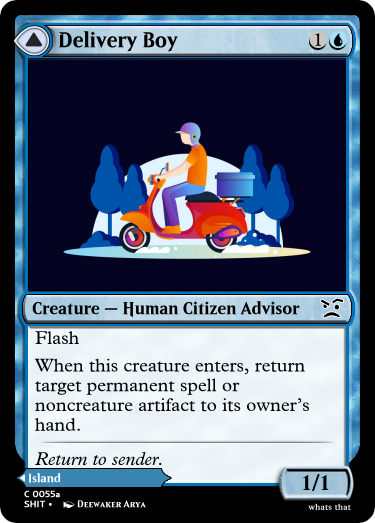 Delivery Boy
1
Creature — Human Citizen Advisor
Flash
When this creature enters, return
target permanent spell or
noncreature artifact to its owner's
hand.
Return to sender.
Island
1/1
C 0055a
SHIT • Deewaker Arya
whats that